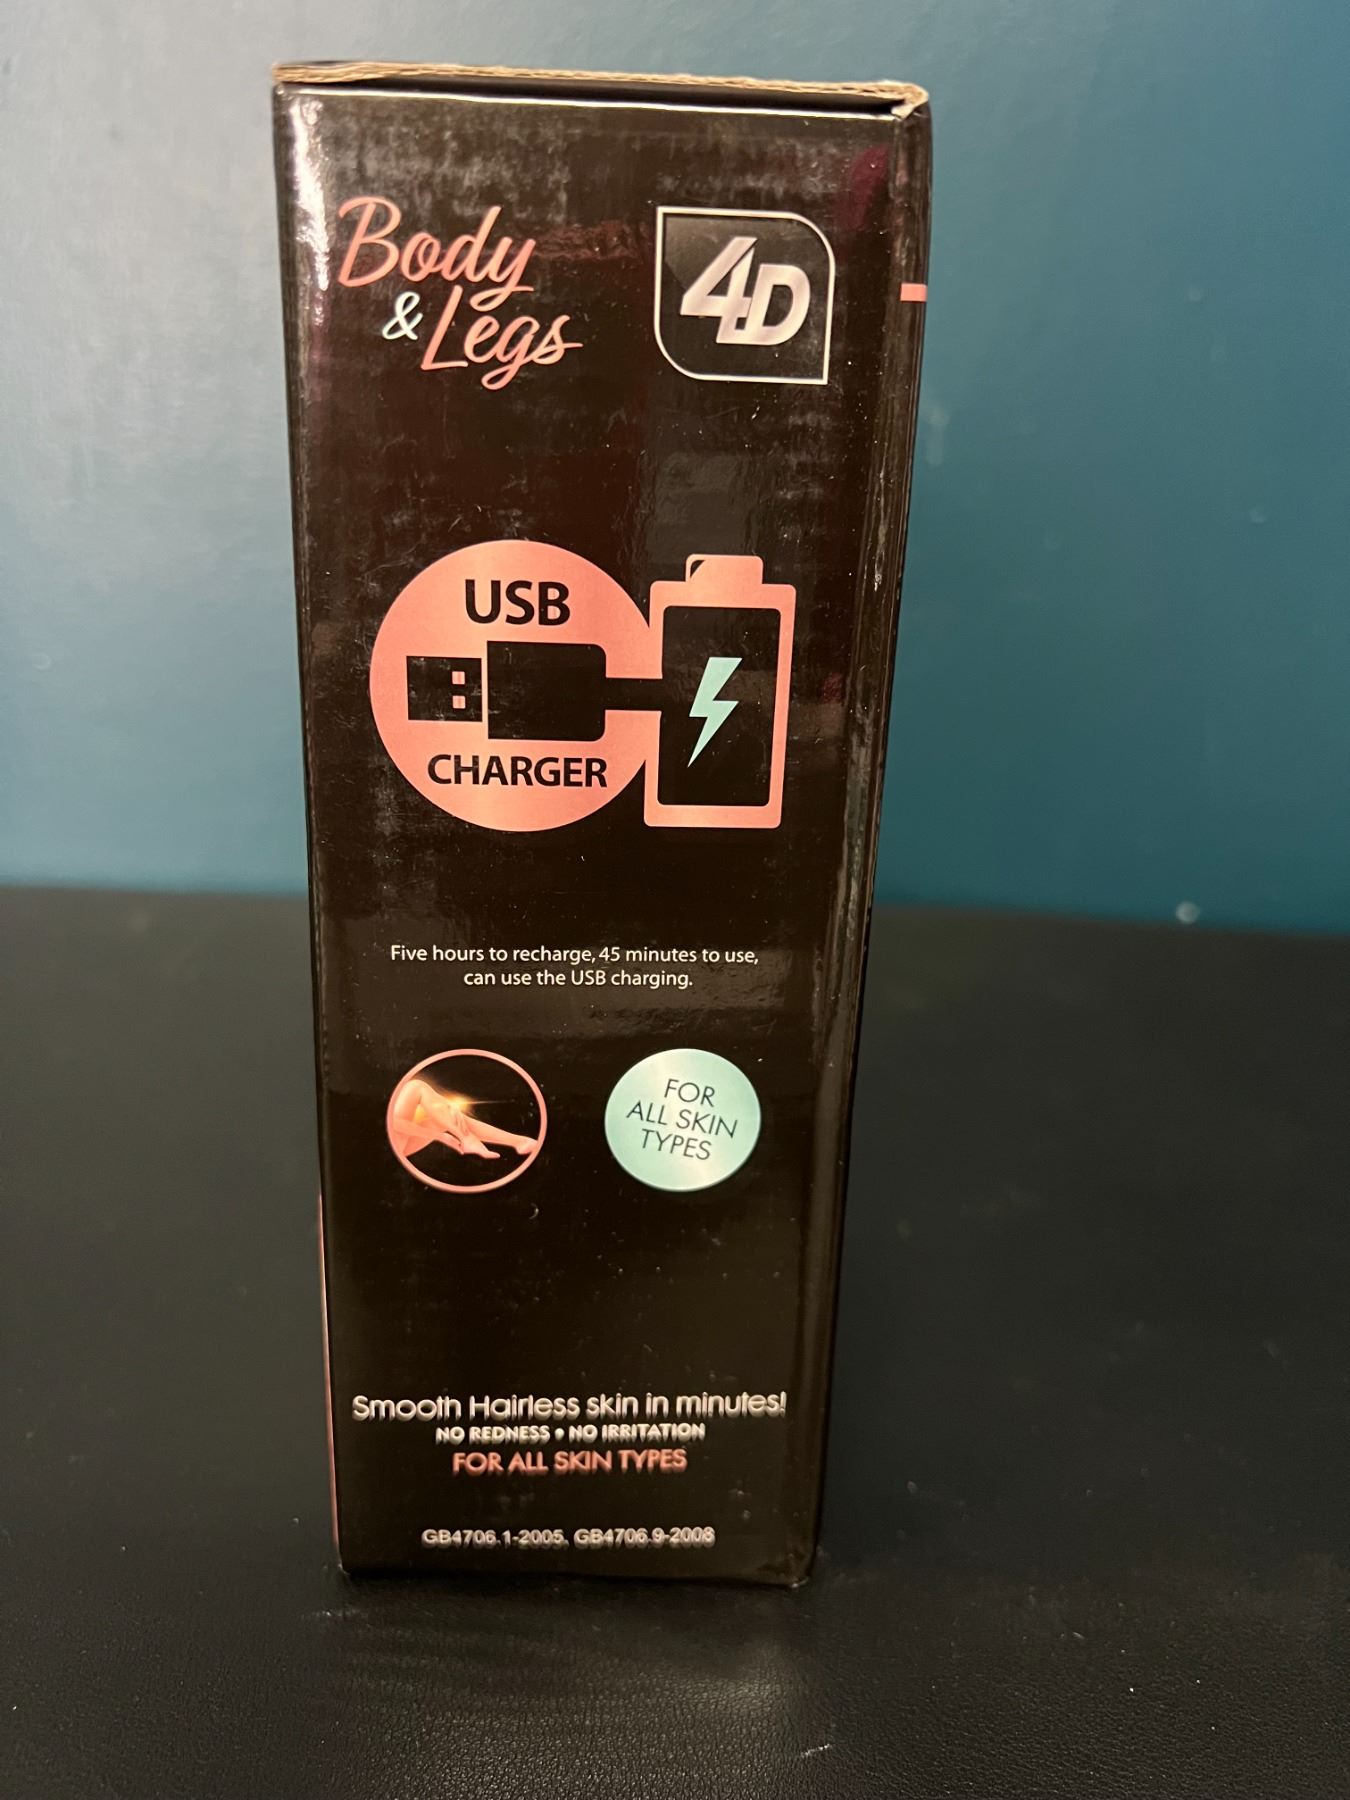 Body
& Legs
4D
USB
CHARGER
Five hours to recharge, 45 minutes to use,
can use the USB charging.
FOR
ALL SKIN
TYPES
Smooth Hairless skin in minutes!
NO REDNESS • NO IRRITATION
FOR ALL SKIN TYPES
GB4706.1-2005, GB4706.9-2008